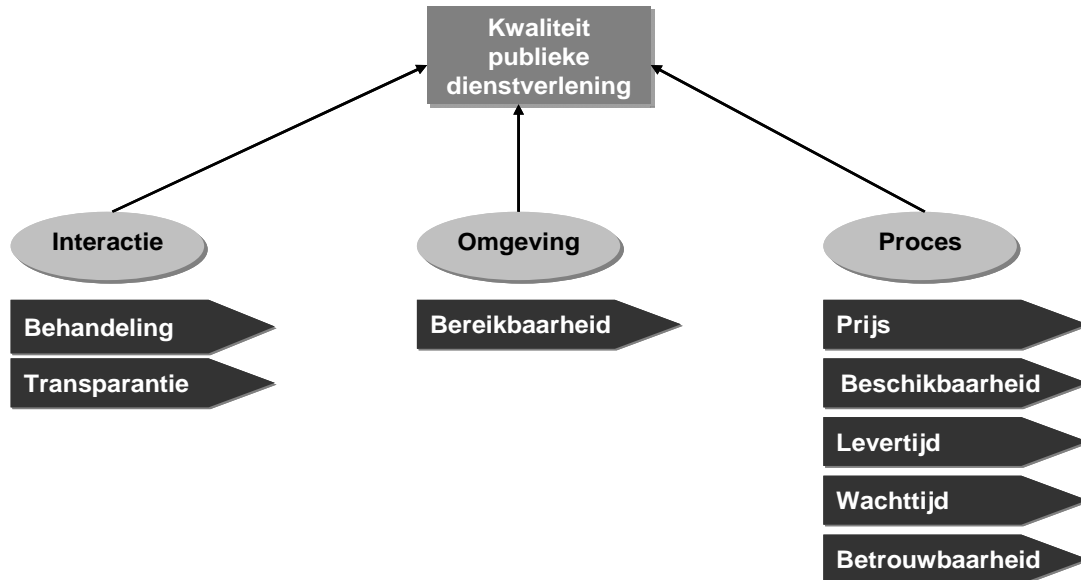 Kwaliteit
publieke
dienstverlening
Interactie
Omgeving
Proces
Behandeling
Transparantie
Bereikbaarheid
Prijs
Beschikbaarheid
Levertijd
Wachttijd
Betrouwbaarheid